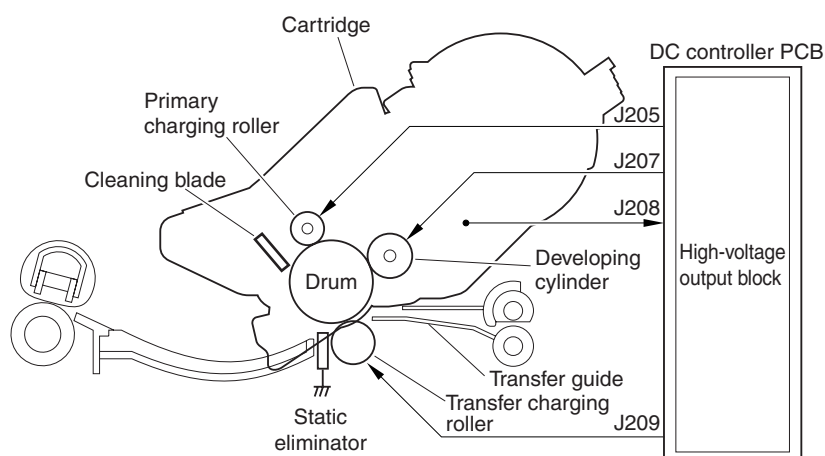 Cartridge
DC controller PCB
Primary
charging roller
J205
J207
Cleaning blade
J208
High-voltage
output block
Developing
cylinder
Drum
Transfer guide
Transfer charging
roller
Static
eliminator
J209